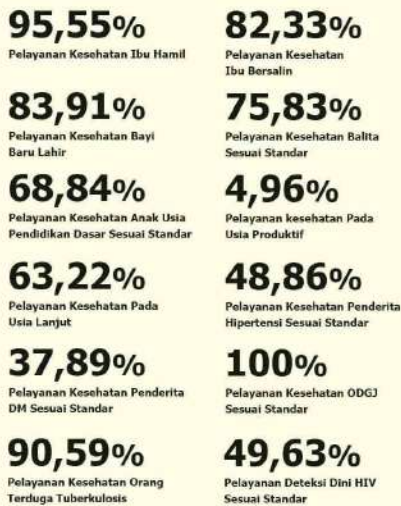 95,55%
Pelayanan Kesehatan Ibu Hamil
82,33%
Pelayanan Kesehatan
Ibu Bersalin
83,91%
Pelayanan Kesehatan Bayi
Baru Lahir
75,83%
Pelayanan Kesehatan Balita
Sesuai Standar
68,84%
Pelayanan Kesehatan Anak Usia
Pendidikan Dasar Sesuai Standar
4,96%
Pelayanan kesehatan Pada
Usia Produktif
63,22%
Pelayanan Kesehatan Pada
Usia Lanjut
48,86%
Pelayanan Kesehatan Penderita
Hipertensi Sesuai Standar
37,89%
Pelayanan Kesehatan Penderita
DM Sesuai Standar
100%
Pelayanan Kesehatan ODGJ
Sesuai Standar
90,59%
Pelayanan Kesehatan Orang
Terduga Tuberkulosis
49,63%
Pelayanan Deteksi Dini HIV
Sesuai Standar